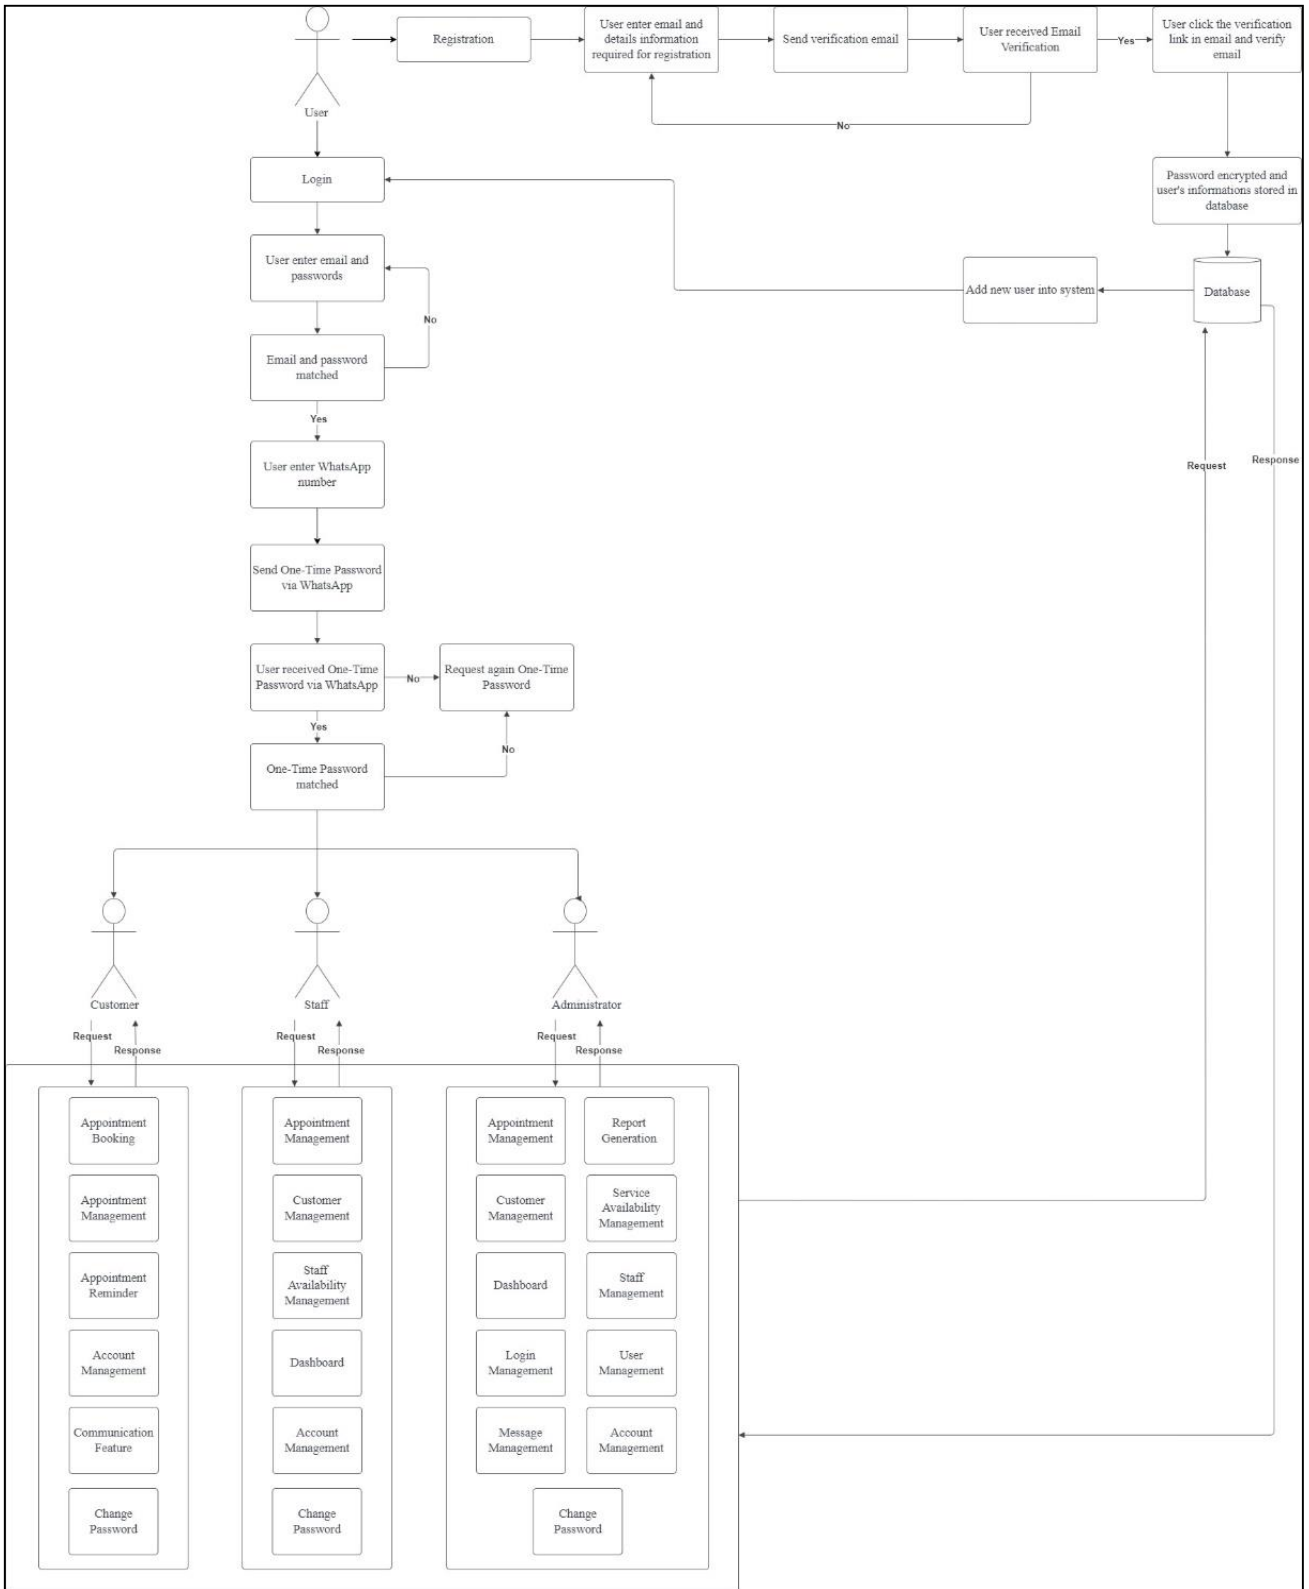 Registration
User enter email and
details information
required for registration
Send verification email
User received Email
Verification
Yes
User click the verification
link in email and verify
email
No
User
Login
Password encrypted and
user's informations stored in
database
User enter email and
passwords
Add new user into system
Database
No
Email and password
matched
Yes
User enter WhatsApp
number
Request
Response
Send One-Time Password
via WhatsApp
User received One-Time
Password via WhatsApp
No
Request again One-Time
Password
Yes
No
One-Time Password
matched
Customer
Staff
Administrator
Request
Response
Request
Response
Request
Response
Appointment
Booking
Appointment
Management
Appointment
Reminder
Account
Management
Communication
Feature
Change
Password
Appointment
Management
Customer
Management
Staff
Availability
Management
Dashboard
Account
Management
Change
Password
Appointment
Management
Report
Generation
Customer
Management
Service
Availability
Management
Dashboard
Staff
Management
Login
Management
User
Management
Message
Management
Account
Management
Change
Password